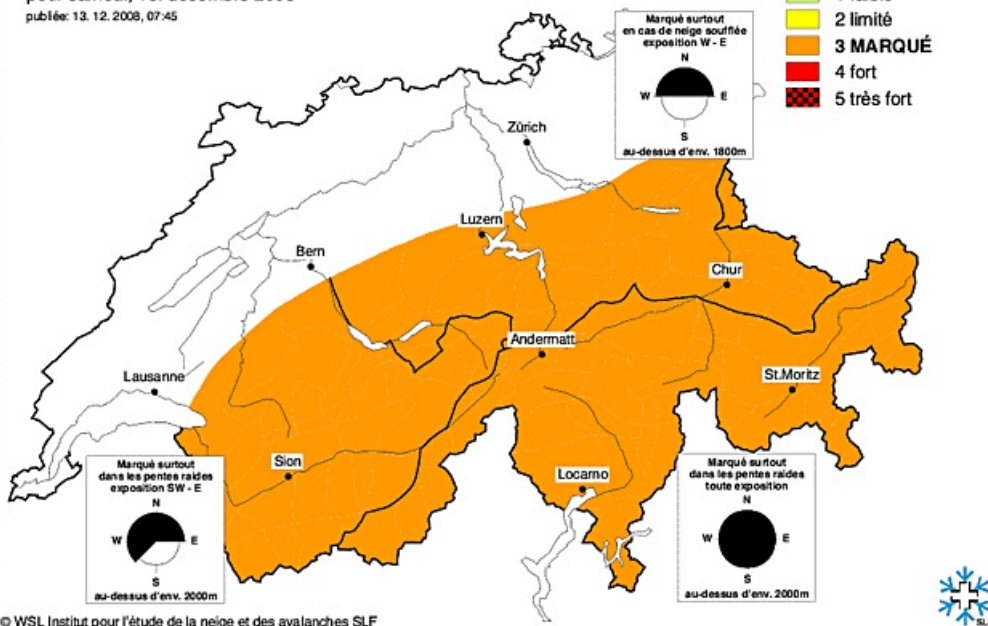 publiée: 13. 12. 2008, 07:45
2 limité
3 MARQUÉ
4 fort
5 très fort
Marqué surtout
en cas de neige soufflée
exposition W - E
N
W E
S
au-dessus d'env. 1800m
Zürich
Luzern
Bern
Chur
Andermatt
Lausanne
St.Moritz
Sion
Locarno
Marqué surtout
dans les pentes raides
exposition SW - E
N
W E
S
au-dessus d'env. 2000m
Marqué surtout
dans les pentes raides
toute exposition
N
W E
S
au-dessus d'env. 2000m
© WSL Institut pour l'étude de la neige et des avalanches SLF
SLF